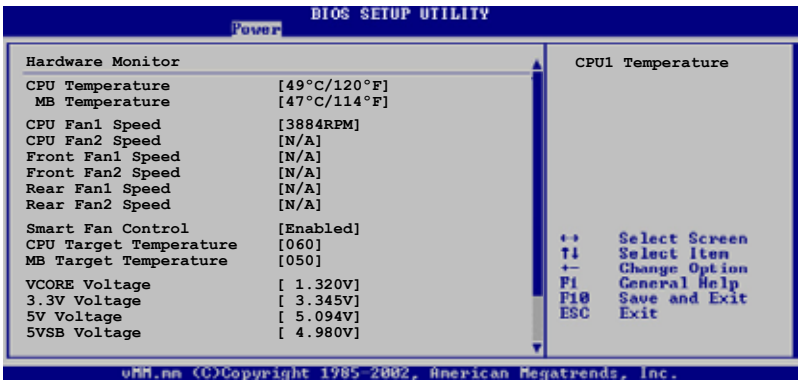 BIOS SETUP UTILITY
Power
Hardware Monitor
CPU Temperature [49°C/120°F]
MB Temperature [47°C/114°F]
CPU Fan1 Speed [3884RPM]
CPU Fan2 Speed [N/A]
Front Fan1 Speed [N/A]
Front Fan2 Speed [N/A]
Rear Fan1 Speed [N/A]
Rear Fan2 Speed [N/A]
Smart Fan Control [Enabled]
CPU Target Temperature [060]
MB Target Temperature [050]
VCORE Voltage [ 1.320V]
3.3V Voltage [ 3.345V]
5V Voltage [ 5.094V]
5VSB Voltage [ 4.980V]
CPU1 Temperature
↔ Select Screen
↑↓ Select Item
+- Change Option
F1 General Help
F10 Save and Exit
ESC Exit
vMM.mm (C)Copyright 1985-2002, American Megatrends, Inc.